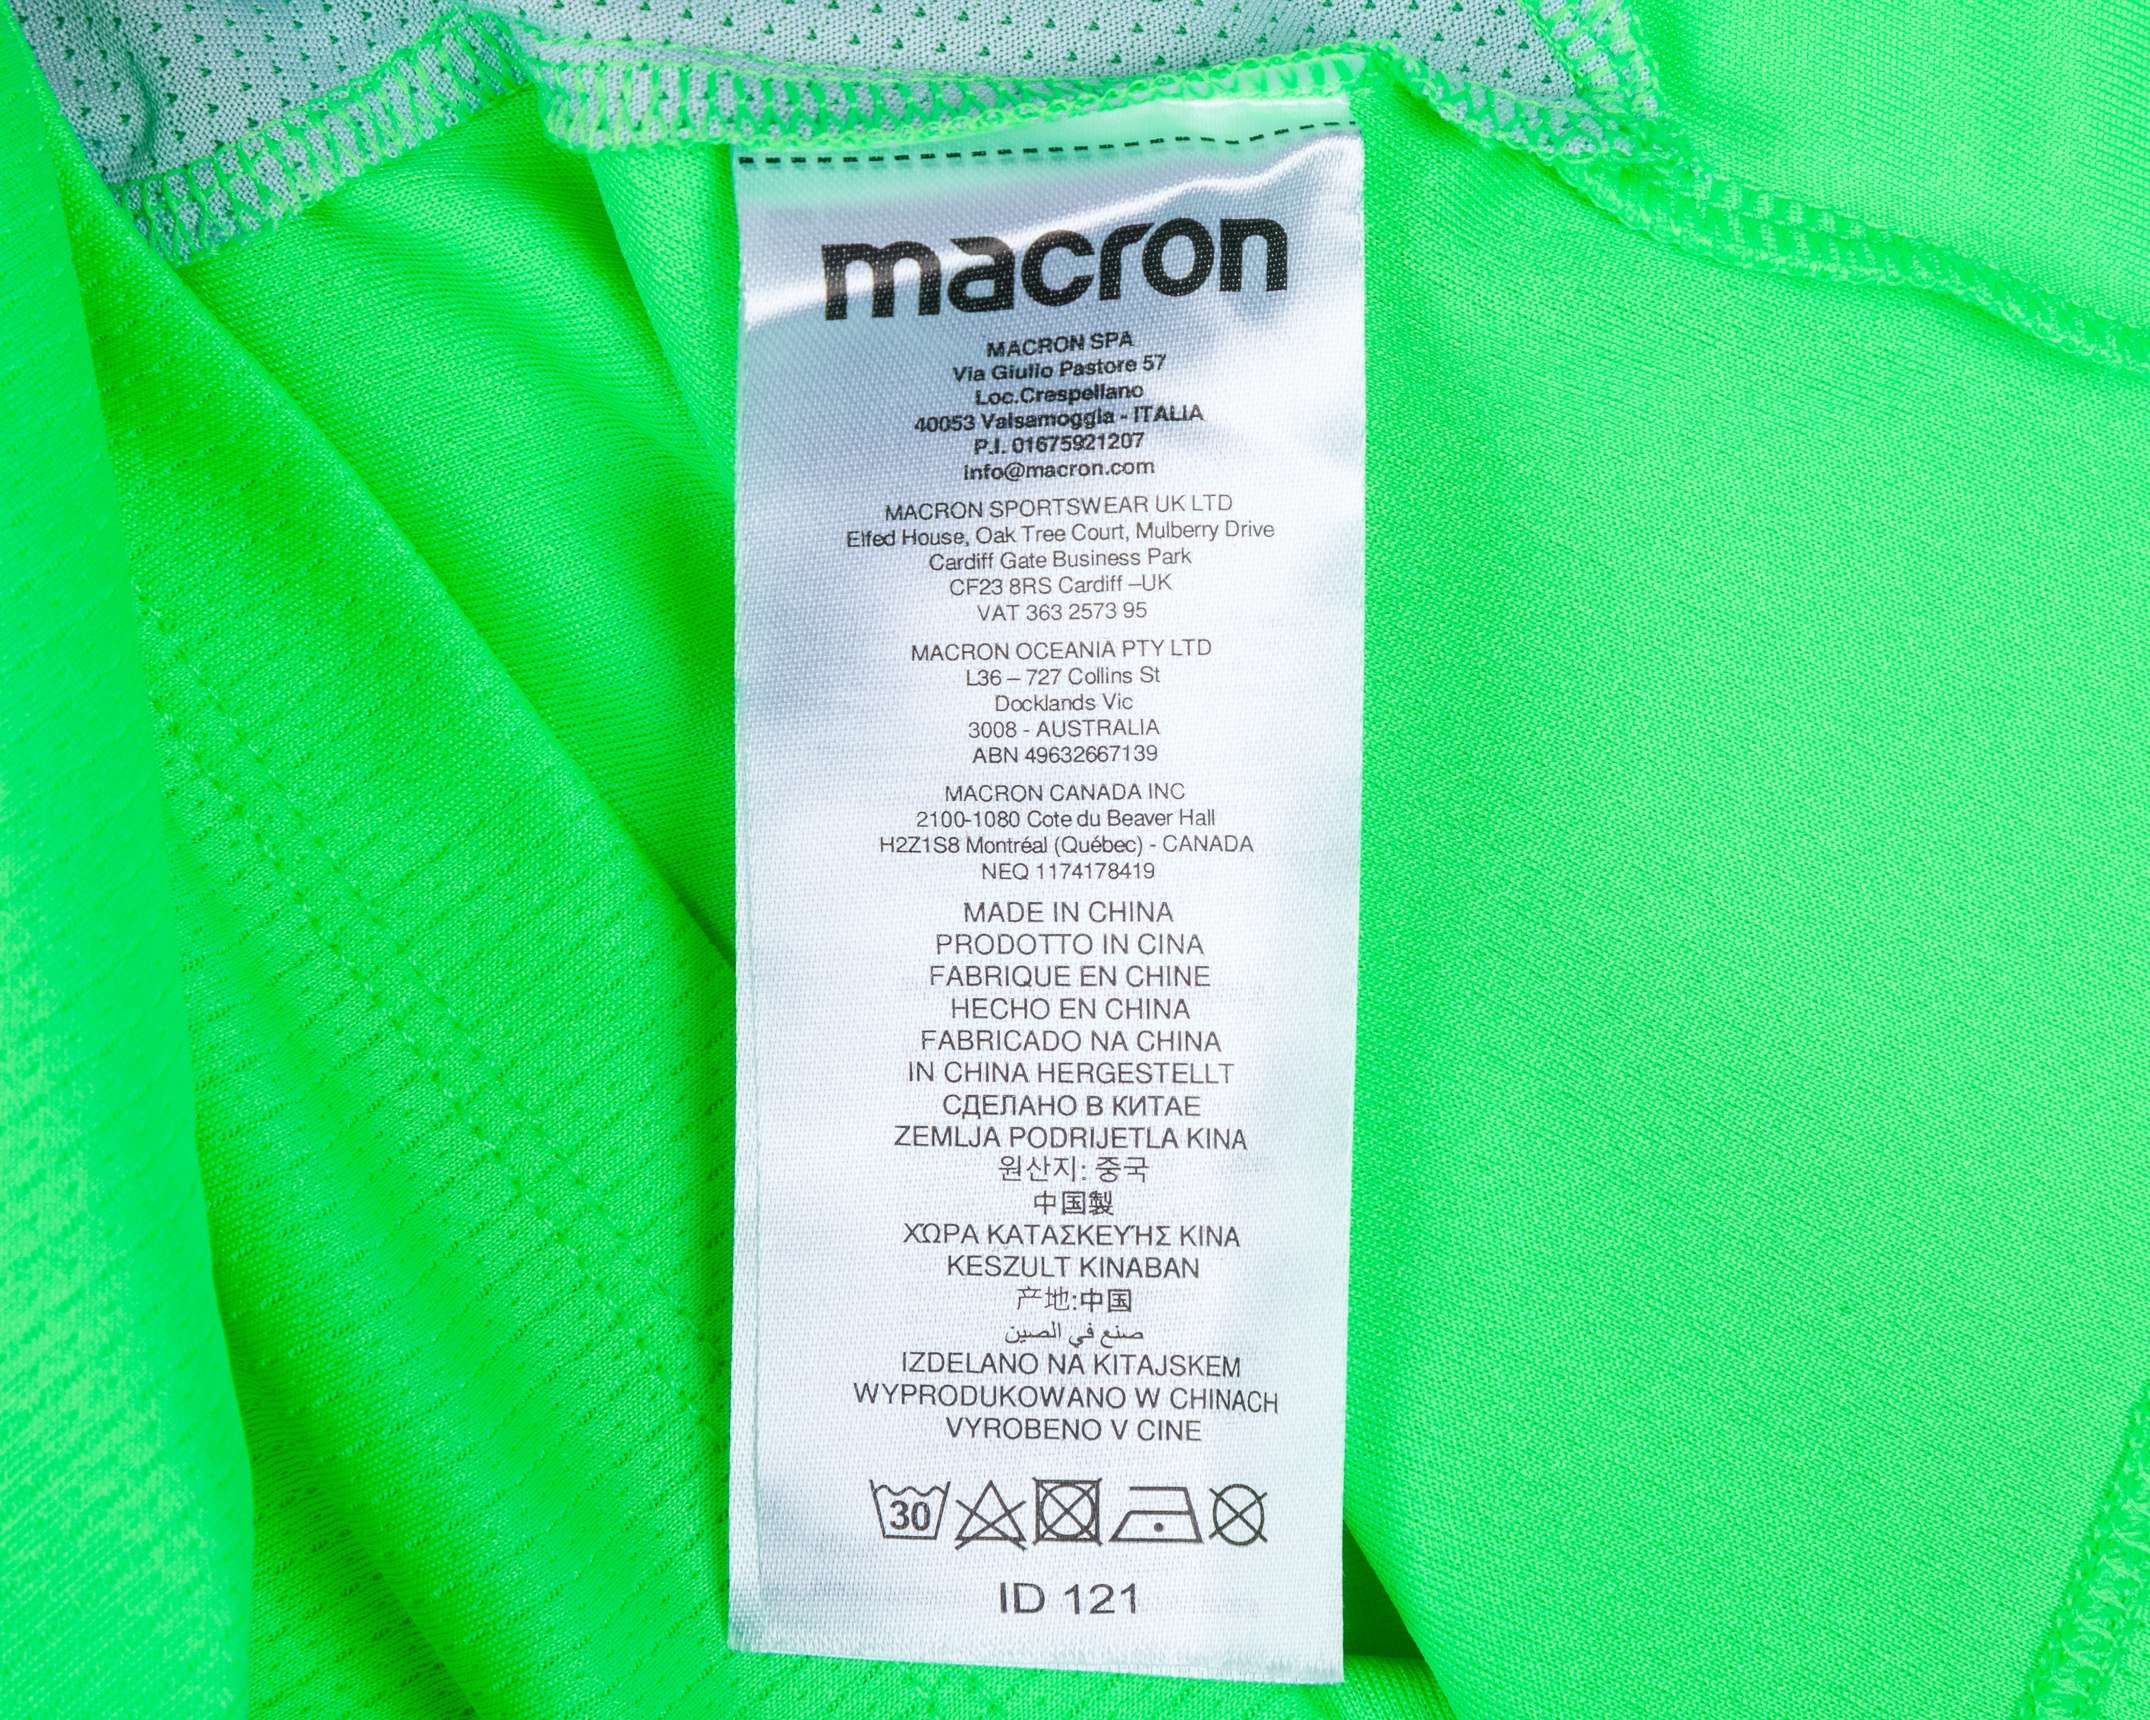 macron
MACRON SPA
Via Giulio Pastore 57
Loc.Crespellano
40053 Valsamoggia - ITALIA
P.I. 01675921207
info@macron.com
MACRON SPORTSWEAR UK LTD
Elfed House, Oak Tree Court, Mulberry Drive
Cardiff Gate Business Park
CF23 8RS Cardiff –UK
VAT 363 2573 95
MACRON OCEANIA PTY LTD
L36 – 727 Collins St
Docklands Vic
3008 - AUSTRALIA
ABN 49632667139
MACRON CANADA INC
2100-1080 Cote du Beaver Hall
H2Z1S8 Montréal (Québec) - CANADA
NEQ 1174178419
MADE IN CHINA
PRODOTTO IN CINA
FABRIQUE EN CHINE
HECHO EN CHINA
FABRICADO NA CHINA
IN CHINA HERGESTELLT
СДЕЛАНО В КИТАЕ
ZEMLJA PODRIJETLA KINA
원산지: 중국
中国製
ΧΏΡΑ ΚΑΤΑΣΚΕΥΉΣ ΚΙΝΑ
KESZULT KINABAN
产地:中国
صنع في الصين
IZDELANO NA KITAJSKEM
WYPRODUKOWANO W CHINACH
VYROBENO V CINE
30
ID 121